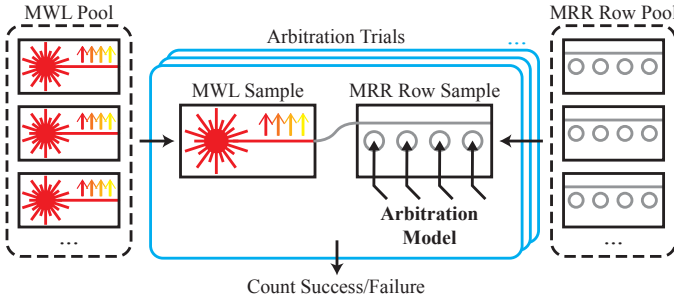 MWL Pool
Arbitration Trials
...
MRR Row Pool
MWL Sample
MRR Row Sample
Arbitration
Model
...
...
Count Success/Failure